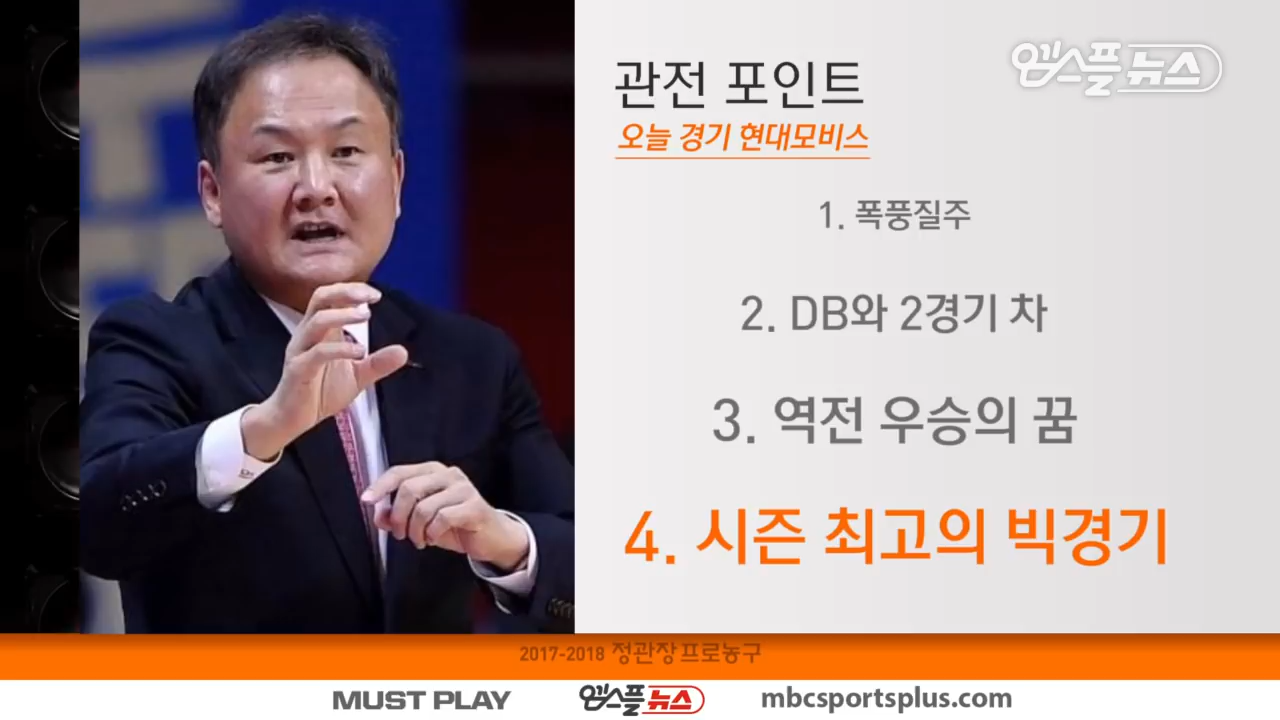 엠스플 뉴스
관전 포인트
오늘 경기 현대모비스
1. 폭풍질주
2. DB와 2경기 차
3. 역전 우승의 꿈
4. 시즌 최고의 빅경기
2017-2018 정관장 프로농구
MUST PLAY 엠스플 뉴스 mbcsportsplus.com